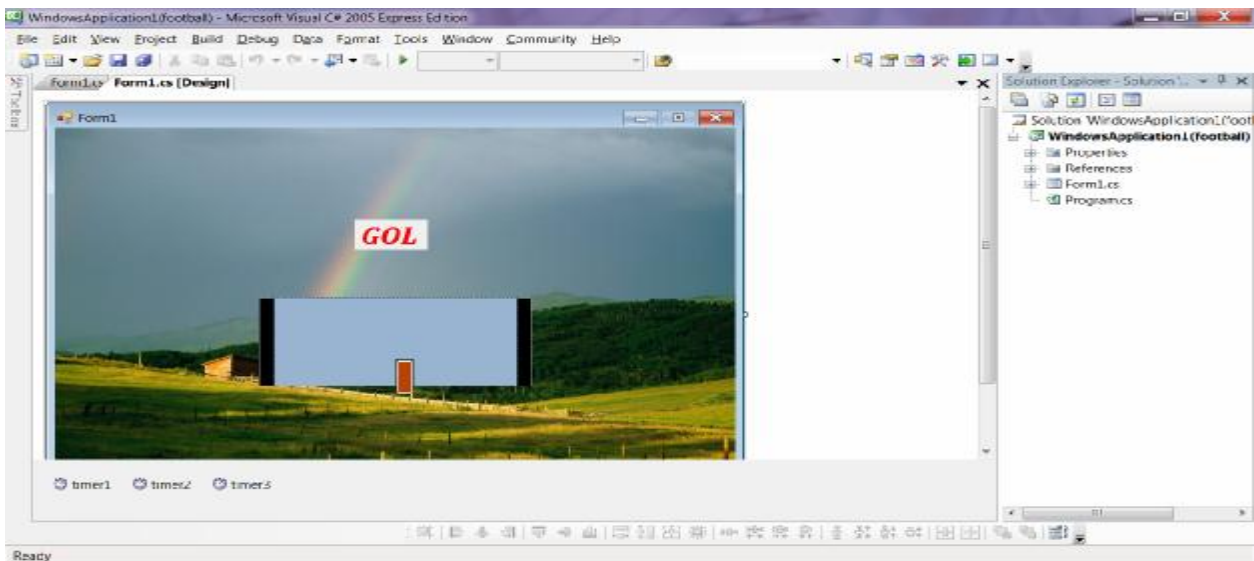 WindowsApplication1(football) - Microsoft Visual C# 2005 Express Edition
File Edit View Project Build Debug Data Format Tools Window Community Help
Form1.cs Form1.cs [Design]
Solution Explorer - Solution '...
Toolbox
Form1
Solution 'WindowsApplication1(foot
WindowsApplication1(football)
Properties
References
Form1.cs
Program.cs
GOL
timer1 timer2 timer3
Ready